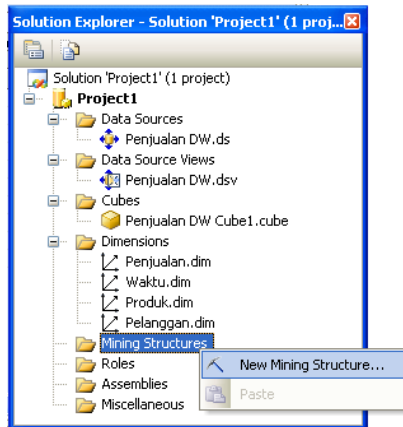 Solution Explorer - Solution 'Project1' (1 proj...
Solution 'Project1' (1 project)
Project1
Data Sources
Penjualan DW.ds
Data Source Views
Penjualan DW.dsv
Cubes
Penjualan DW Cube1.cube
Dimensions
Penjualan.dim
Waktu.dim
Produk.dim
Pelanggan.dim
Mining Structures
Roles
New Mining Structure...
Assemblies
Paste
Miscellaneous